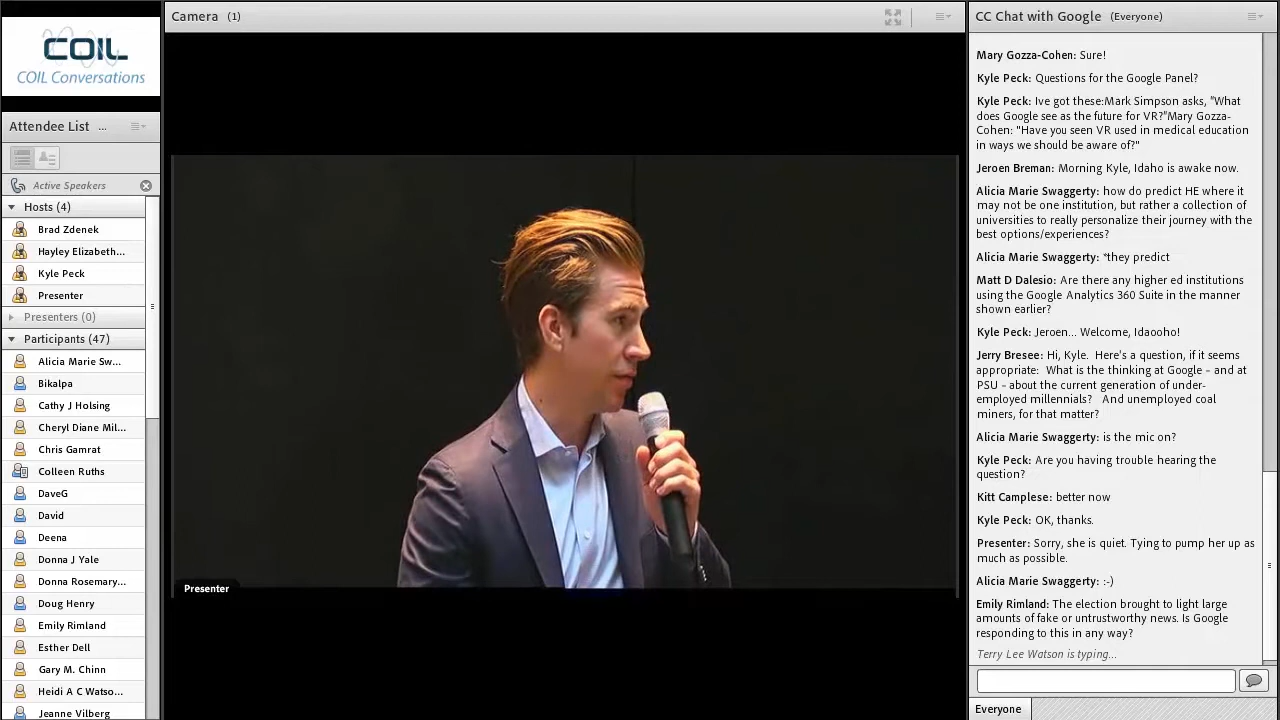 COIL
COIL Conversations
Attendee List ...
Active Speakers
Hosts (4)
Brad Zdenek
Hayley Elizabeth...
Kyle Peck
Presenter
Presenters (0)
Participants (47)
Alicia Marie Sw...
Bikalpa
Cathy J Holsing
Cheryl Diane Mil...
Chris Gamrat
Colleen Ruths
DaveG
David
Deena
Donna J Yale
Donna Rosemary...
Doug Henry
Emily Rimland
Esther Dell
Gary M. Chinn
Heidi A C Watso...
Jeanne Vilberg
Camera (1)
Presenter
CC Chat with Google (Everyone)
Mary Gozza-Cohen: Sure!
Kyle Peck: Questions for the Google Panel?
Kyle Peck: Ive got these:Mark Simpson asks, "What
does Google see as the future for VR?"Mary Gozza-
Cohen: "Have you seen VR used in medical education
in ways we should be aware of?"
Jeroen Breman: Morning Kyle, Idaho is awake now.
Alicia Marie Swaggerty: how do predict HE where it
may not be one institution, but rather a collection of
universities to really personalize their journey with the
best options/experiences?
Alicia Marie Swaggerty: *they predict
Matt D Dalesio: Are there any higher ed institutions
using the Google Analytics 360 Suite in the manner
shown earlier?
Kyle Peck: Jeroen... Welcome, Idaooho!
Jerry Bresee: Hi, Kyle. Here's a question, if it seems
appropriate: What is the thinking at Google – and at
PSU – about the current generation of under-
employed millennials? And unemployed coal
miners, for that matter?
Alicia Marie Swaggerty: is the mic on?
Kyle Peck: Are you having trouble hearing the
question?
Kitt Camplese: better now
Kyle Peck: OK, thanks.
Presenter: Sorry, she is quiet. Tying to pump her up as
much as possible.
Alicia Marie Swaggerty: :-)
Emily Rimland: The election brought to light large
amounts of fake or untrustworthy news. Is Google
responding to this in any way?
Terry Lee Watson is typing...
Everyone